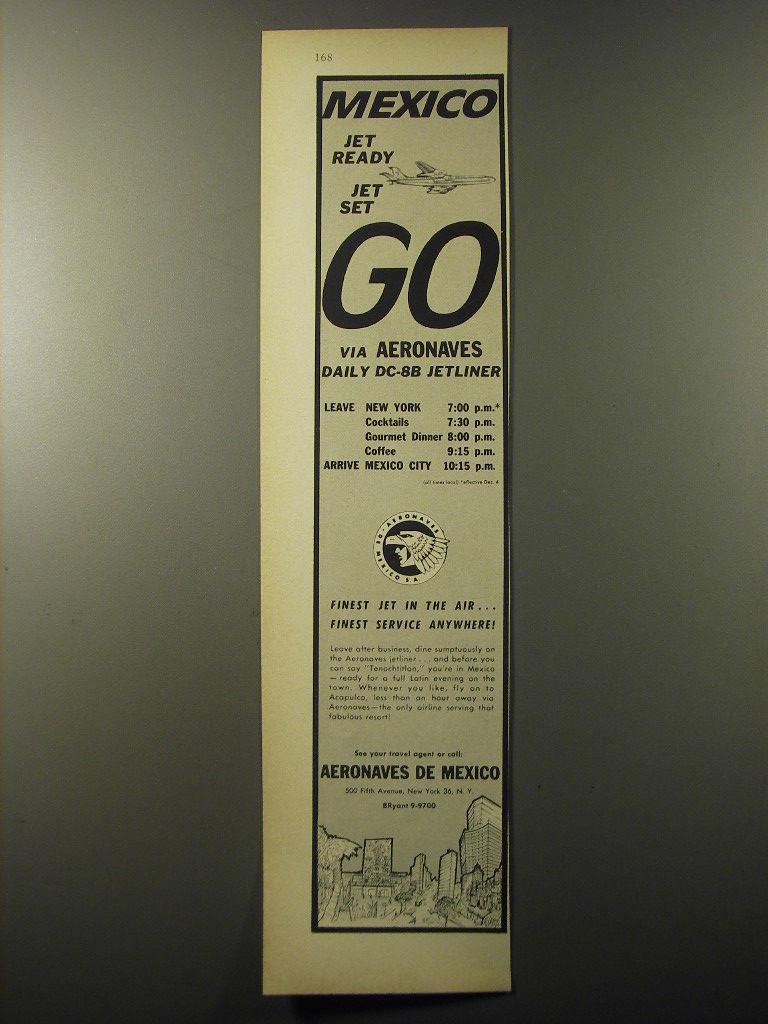 168
MEXICO
JET
READY
JET
SET
GO
VIA AERONAVES
DAILY DC-8B JETLINER
LEAVE NEW YORK 7:00 p.m.*
Cocktails 7:30 p.m.
Gourmet Dinner 8:00 p.m.
Coffee 9:15 p.m.
ARRIVE MEXICO CITY 10:15 p.m.
(all times local) *effective Dec. 4
AERONAVES DE MEXICO S.A.
FINEST JET IN THE AIR...
FINEST SERVICE ANYWHERE!
Leave after business, dine sumptuously on
the Aeronaves jetliner . . . and before you
can say "Tenochtitlan," you're in Mexico
—ready for a full Latin evening on the
town. Whenever you like, fly on to
Acapulco, less than an hour away via
Aeronaves—the only airline serving that
fabulous resort!
See your travel agent or call:
AERONAVES DE MEXICO
500 Fifth Avenue, New York 36, N. Y.
BRyant 9-9700